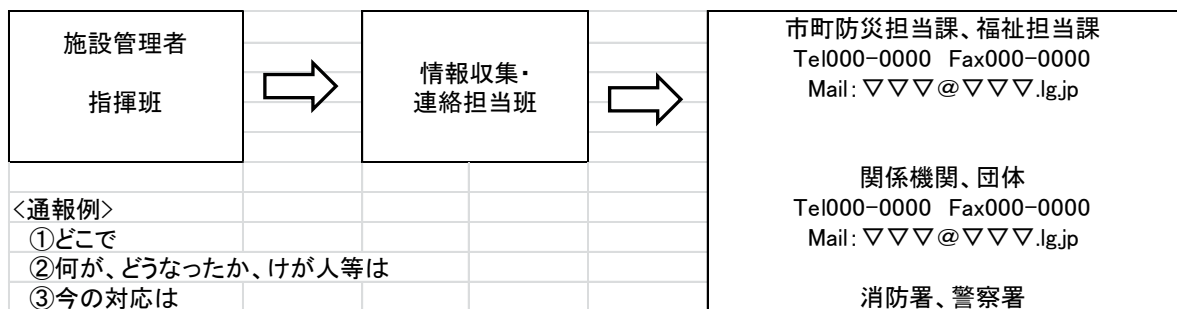 施設管理者
指揮班
情報収集・
連絡担当班
市町防災担当課、福祉担当課
Tel000-0000 Fax000-0000
Mail:▽▽▽@▽▽▽.lg.jp
関係機関、団体
Tel000-0000 Fax000-0000
Mail:▽▽▽@▽▽▽.lg.jp
消防署、警察署
<通報例>
①どこで
②何が、どうなったか、けが人等は
③今の対応は